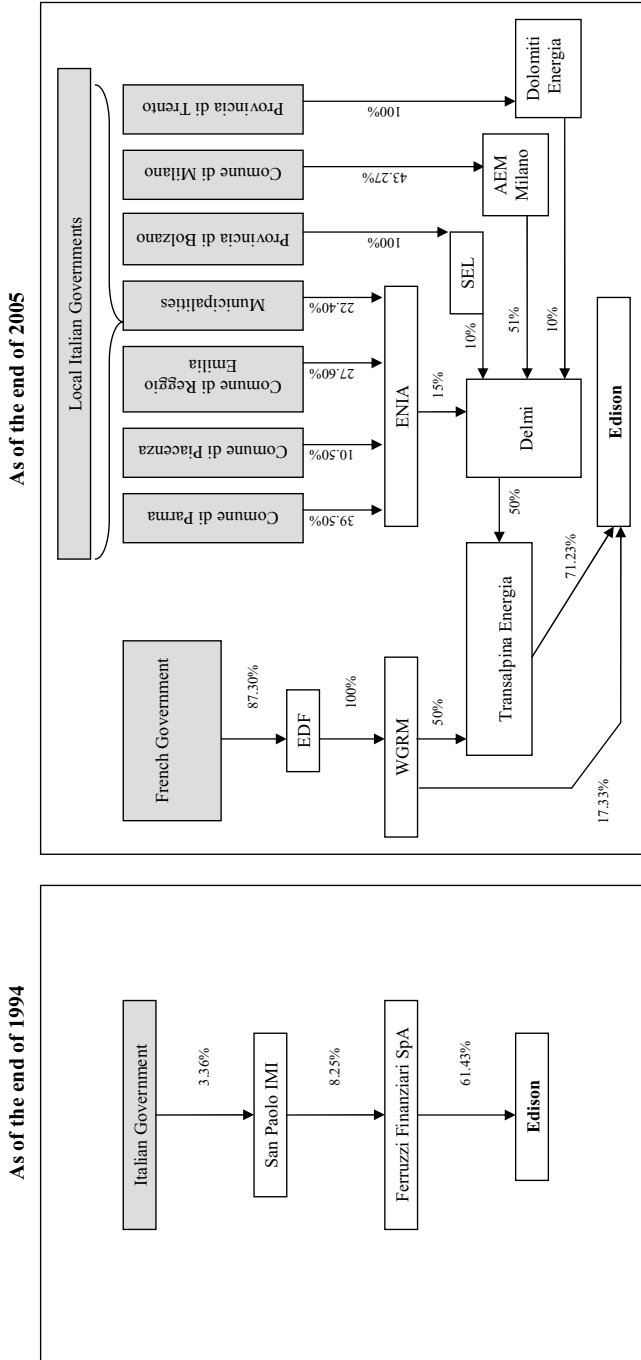 As of the end of 1994
Italian Government
3.36%
San Paolo IMI
8.25%
Ferruzzi Finanziari SpA
61.43%
Edison
As of the end of 2005
French Government
87.30%
EDF
100%
WGRM
50%
17.33%
Transalpina Energia
71.23%
Local Italian Governments
Comune di Parma
Comune di Piacenza
Comune di Reggio
Emilia
Municipalities
Provincia di Bolzano
Comune di Milano
Provincia di Trento
39.50%
10.50%
27.60%
22.40%
100%
43.27%
100%
ENIA
SEL
AEM
Milano
Dolomiti
Energia
15%
10%
51%
10%
Delmi
50%
Edison